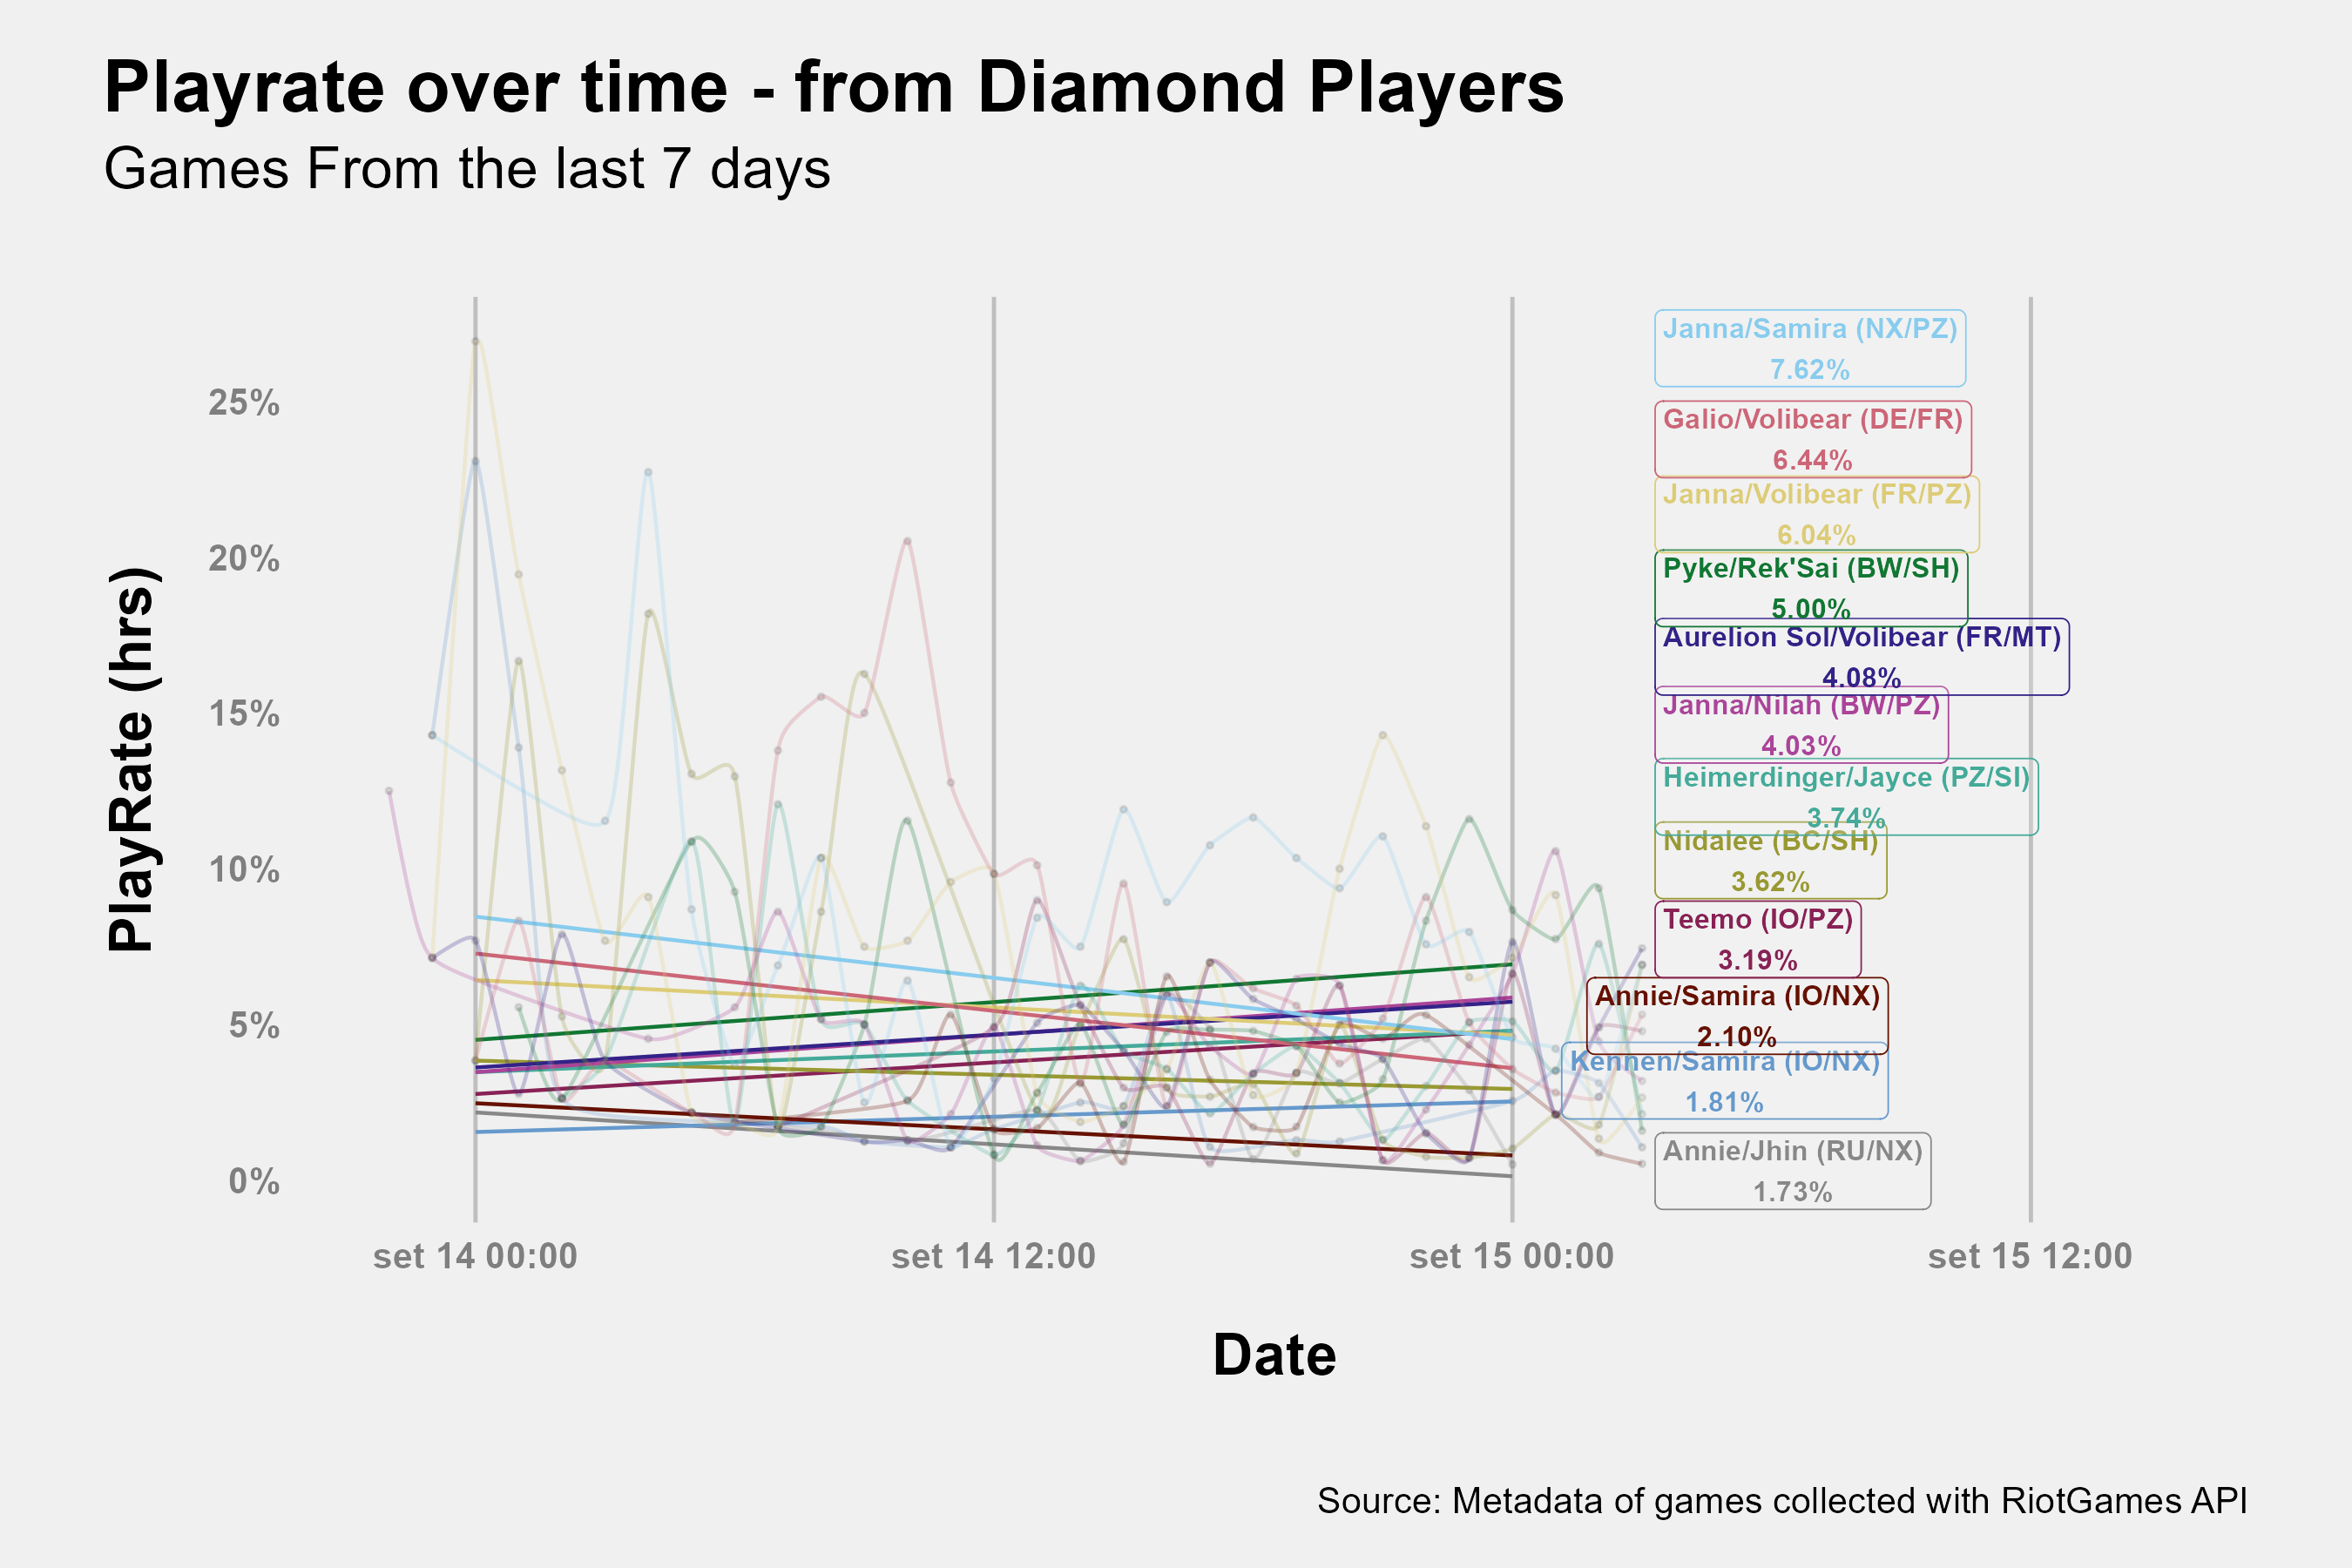 Playrate over time - from Diamond Players
Games From the last 7 days
PlayRate (hrs)
25%
20%
15%
10%
5%
0%
Janna/Samira (NX/PZ)
7.62%
Galio/Volibear (DE/FR)
6.44%
Janna/Volibear (FR/PZ)
6.04%
Pyke/Rek'Sai (BW/SH)
5.00%
Aurelion Sol/Volibear (FR/MT)
4.08%
Janna/Nilah (BW/PZ)
4.03%
Heimerdinger/Jayce (PZ/SI)
3.74%
Nidalee (BC/SH)
3.62%
Teemo (IO/PZ)
3.19%
Annie/Samira (IO/NX)
2.10%
Kennen/Samira (IO/NX)
1.81%
Annie/Jhin (RU/NX)
1.73%
set 14 00:00
set 14 12:00
set 15 00:00
set 15 12:00
Date
Source: Metadata of games collected with RiotGames API